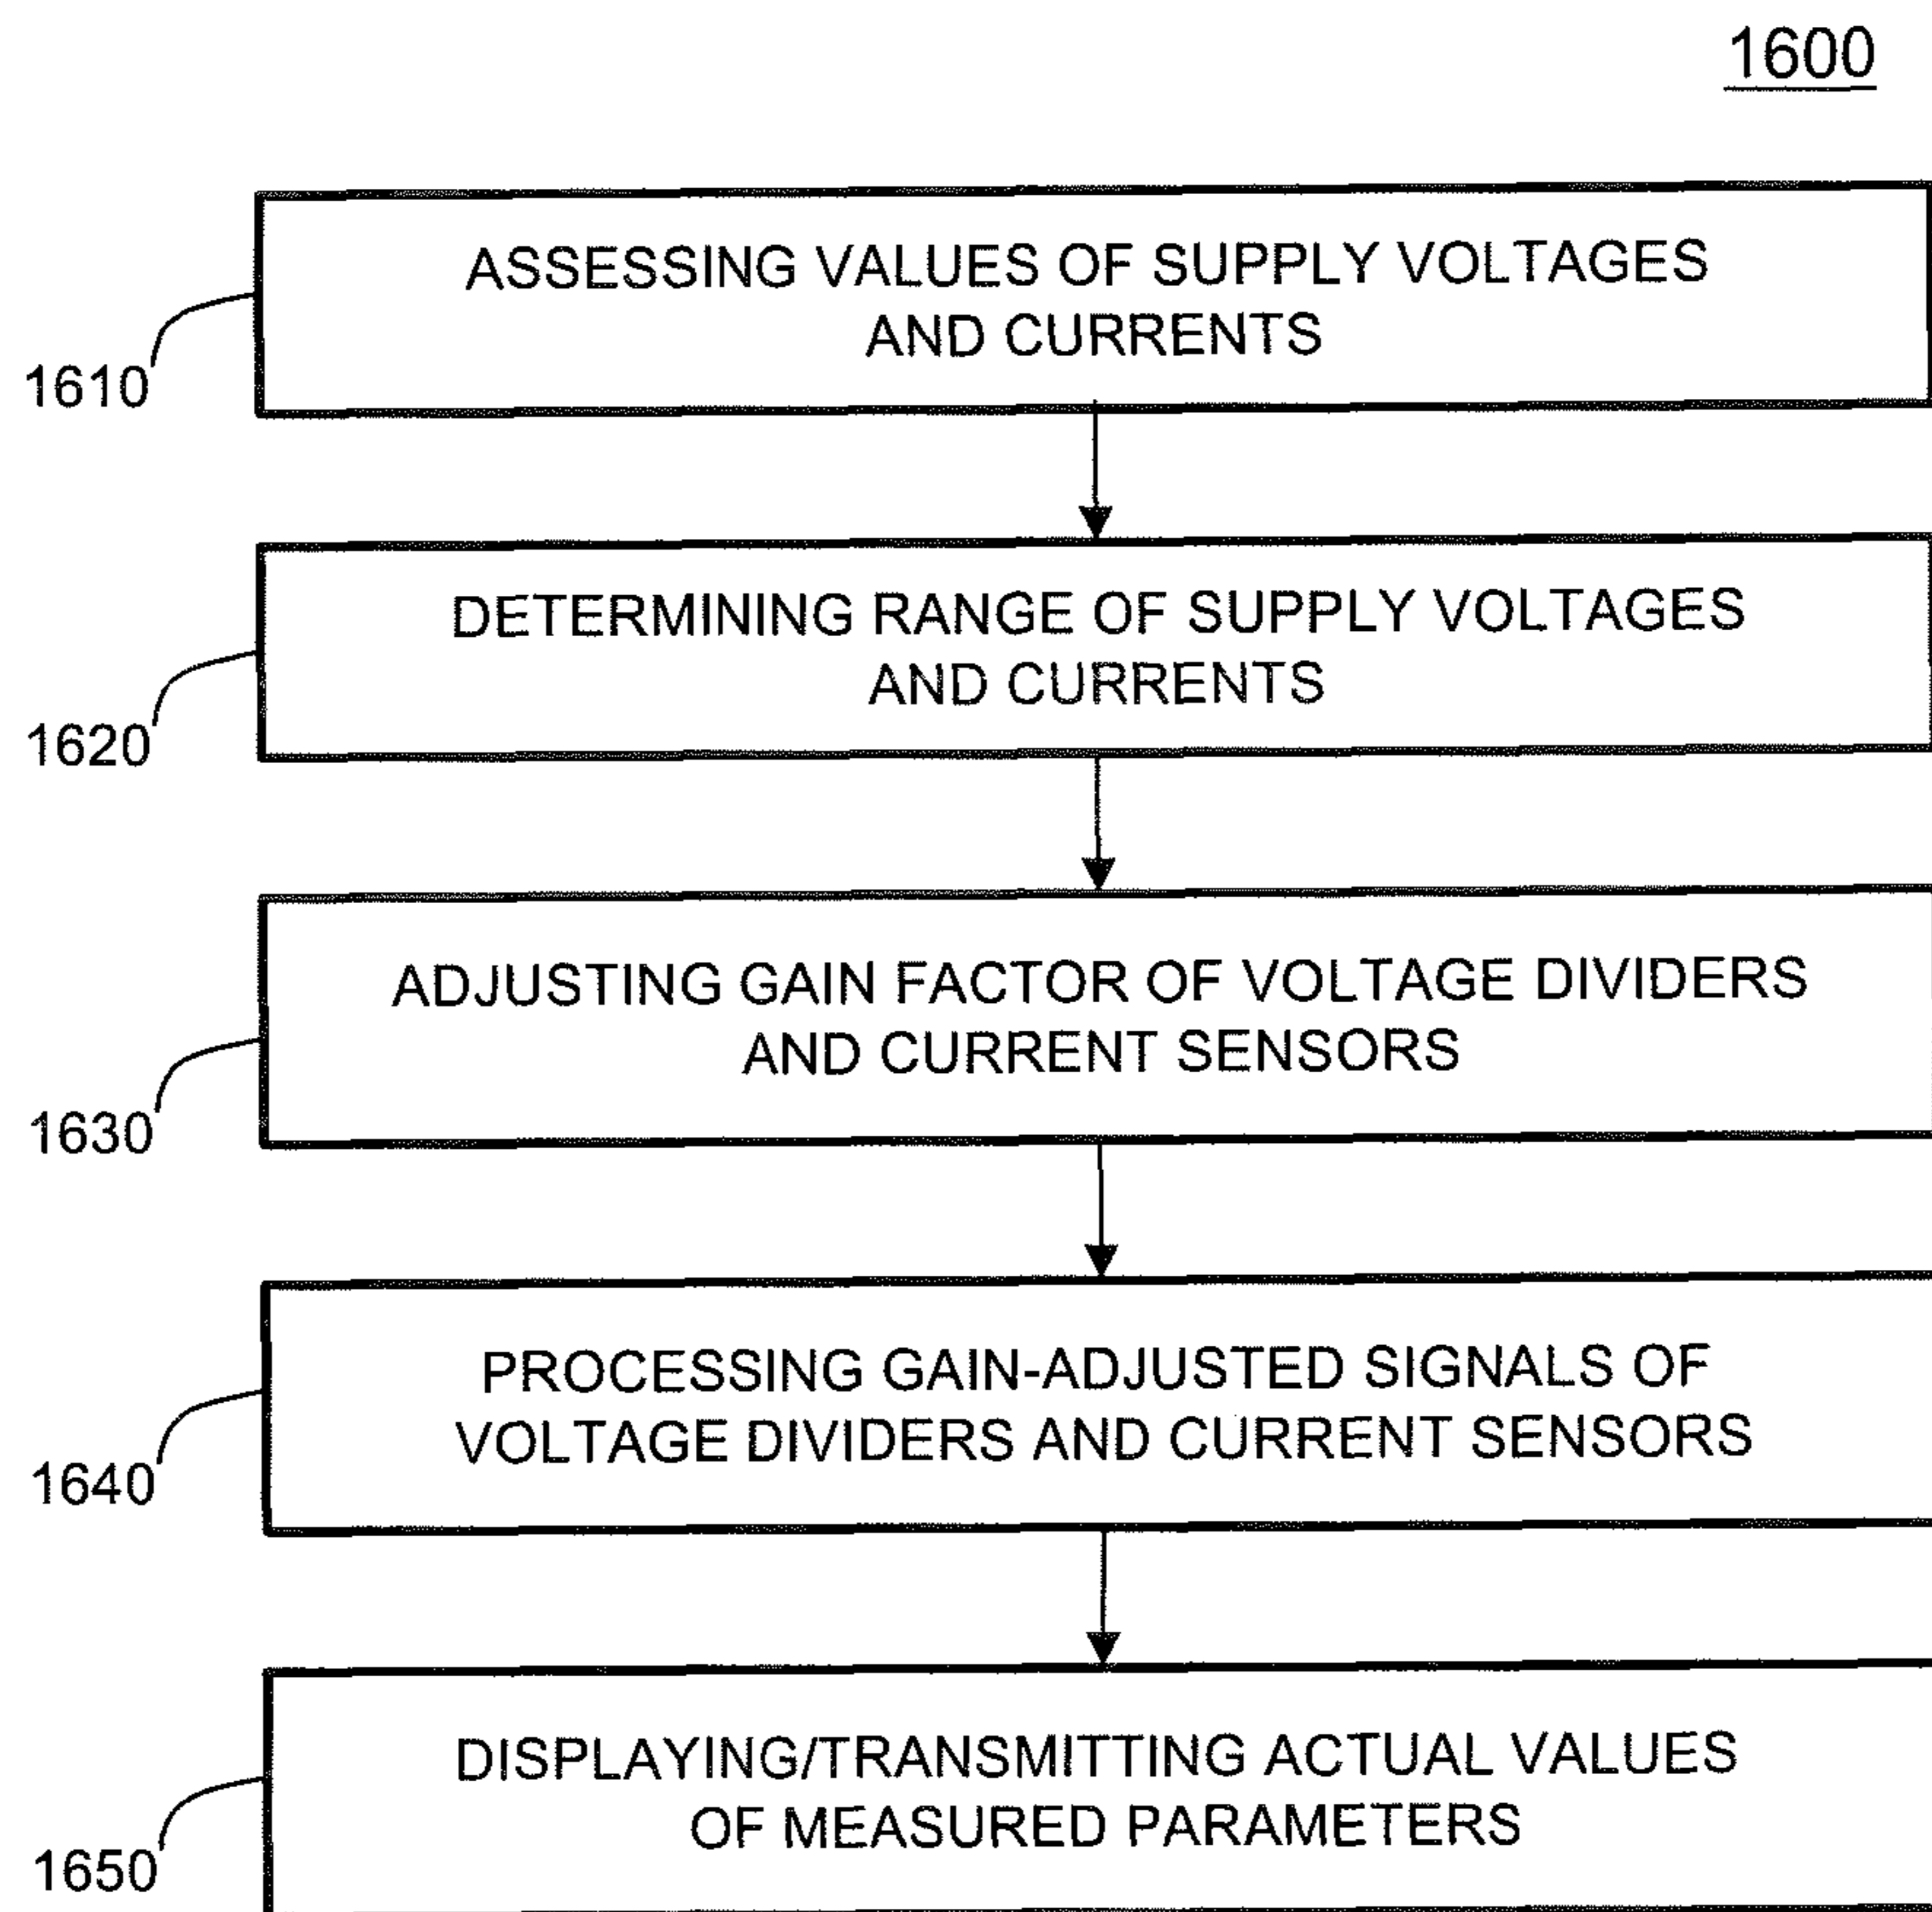 1600
ASSESSING VALUES OF SUPPLY VOLTAGES
AND CURRENTS
1610
DETERMINING RANGE OF SUPPLY VOLTAGES
AND CURRENTS
1620
ADJUSTING GAIN FACTOR OF VOLTAGE DIVIDERS
AND CURRENT SENSORS
1630
PROCESSING GAIN-ADJUSTED SIGNALS OF
VOLTAGE DIVIDERS AND CURRENT SENSORS
1640
DISPLAYING/TRANSMITTING ACTUAL VALUES
OF MEASURED PARAMETERS
1650